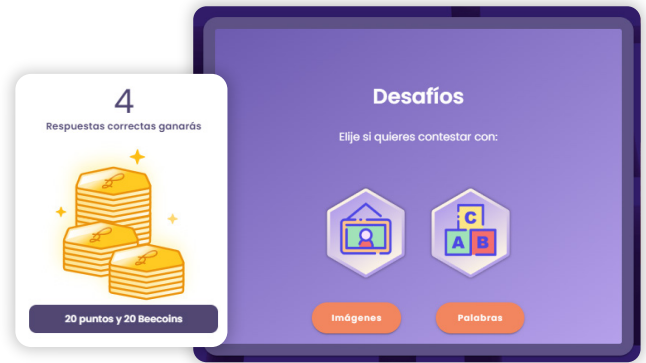 4
Respuestas correctas ganarás
20 puntos y 20 Beecoins
Desafíos
Elije si quieres contestar con:
C
A B
Imágenes
Palabras